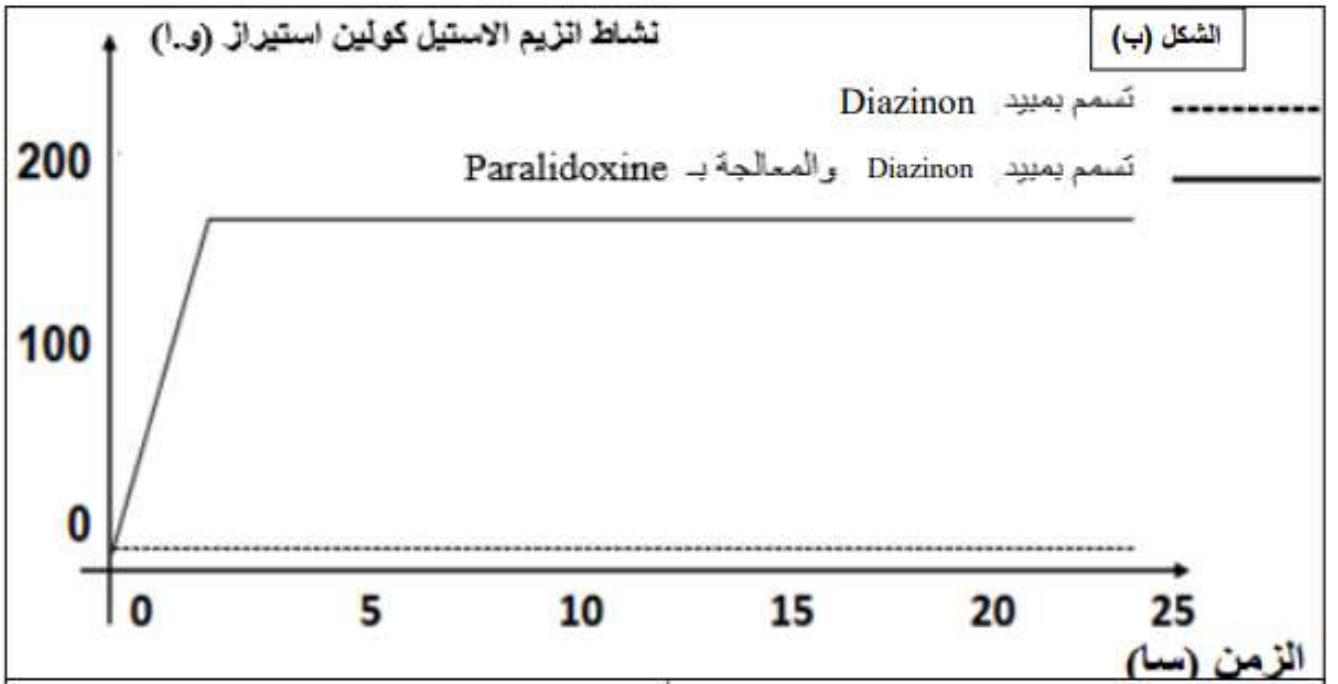 الشكل (ب)
نشاط انزيم الاستيل كولين استيراز (و.ا)
تسمم بمبيد Diazinon
تسمم بمبيد Diazinon والمعالجة بـ Paralidoxine
200
100
0
0 5 10 15 20 25
الزمن (سا)